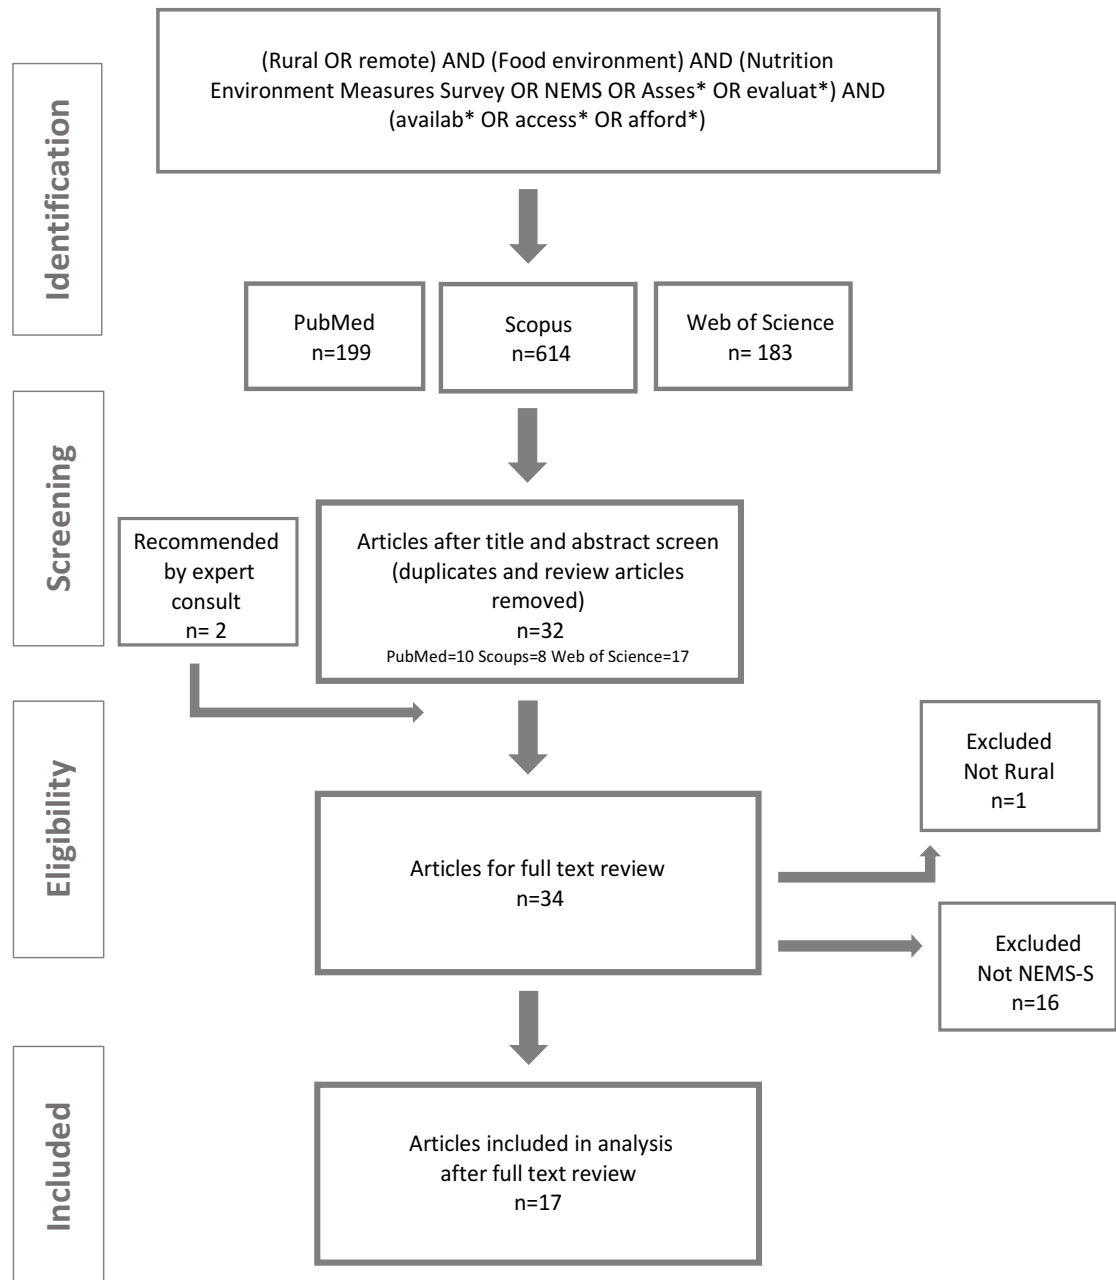 Identification
(Rural OR remote) AND (Food environment) AND (Nutrition
Environment Measures Survey OR NEMS OR Asses* OR evaluat*) AND
(availab* OR access* OR afford*)
PubMed
n=199
Scopus
n=614
Web of Science
n= 183
Screening
Recommended
by expert
consult
n= 2
Articles after title and abstract screen
(duplicates and review articles
removed)
n=32
PubMed=10 Scoups=8 Web of Science=17
Eligibility
Articles for full text review
n=34
Excluded
Not Rural
n=1
Excluded
Not NEMS-S
n=16
Included
Articles included in analysis
after full text review
n=17